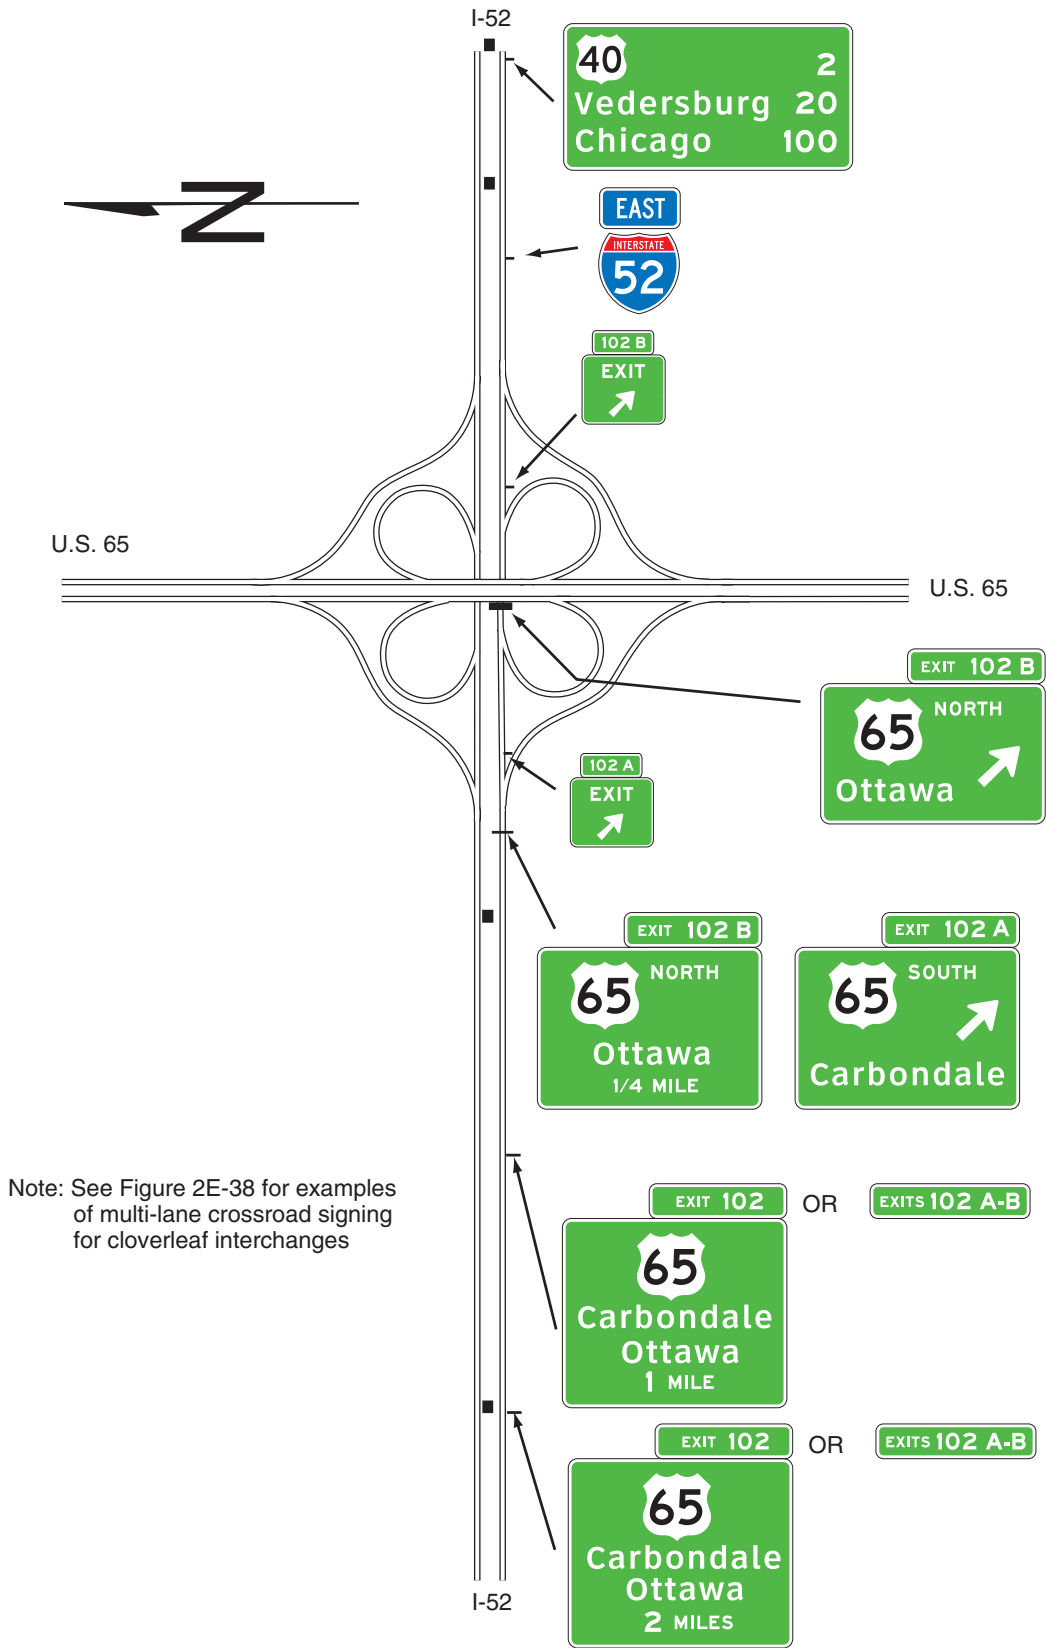 I-52
40 2
Vedersburg 20
Chicago 100
N
EAST
INTERSTATE
52
102 B
EXIT
U.S. 65
U.S. 65
EXIT 102 B
65 NORTH
Ottawa
102 A
EXIT
EXIT 102 B
65 NORTH
Ottawa
1/4 MILE
EXIT 102 A
65 SOUTH
Carbondale
Note: See Figure 2E-38 for examples
of multi-lane crossroad signing
for cloverleaf interchanges
EXIT 102 OR EXITS 102 A-B
65
Carbondale
Ottawa
1 MILE
EXIT 102 OR EXITS 102 A-B
65
Carbondale
Ottawa
2 MILES
I-52